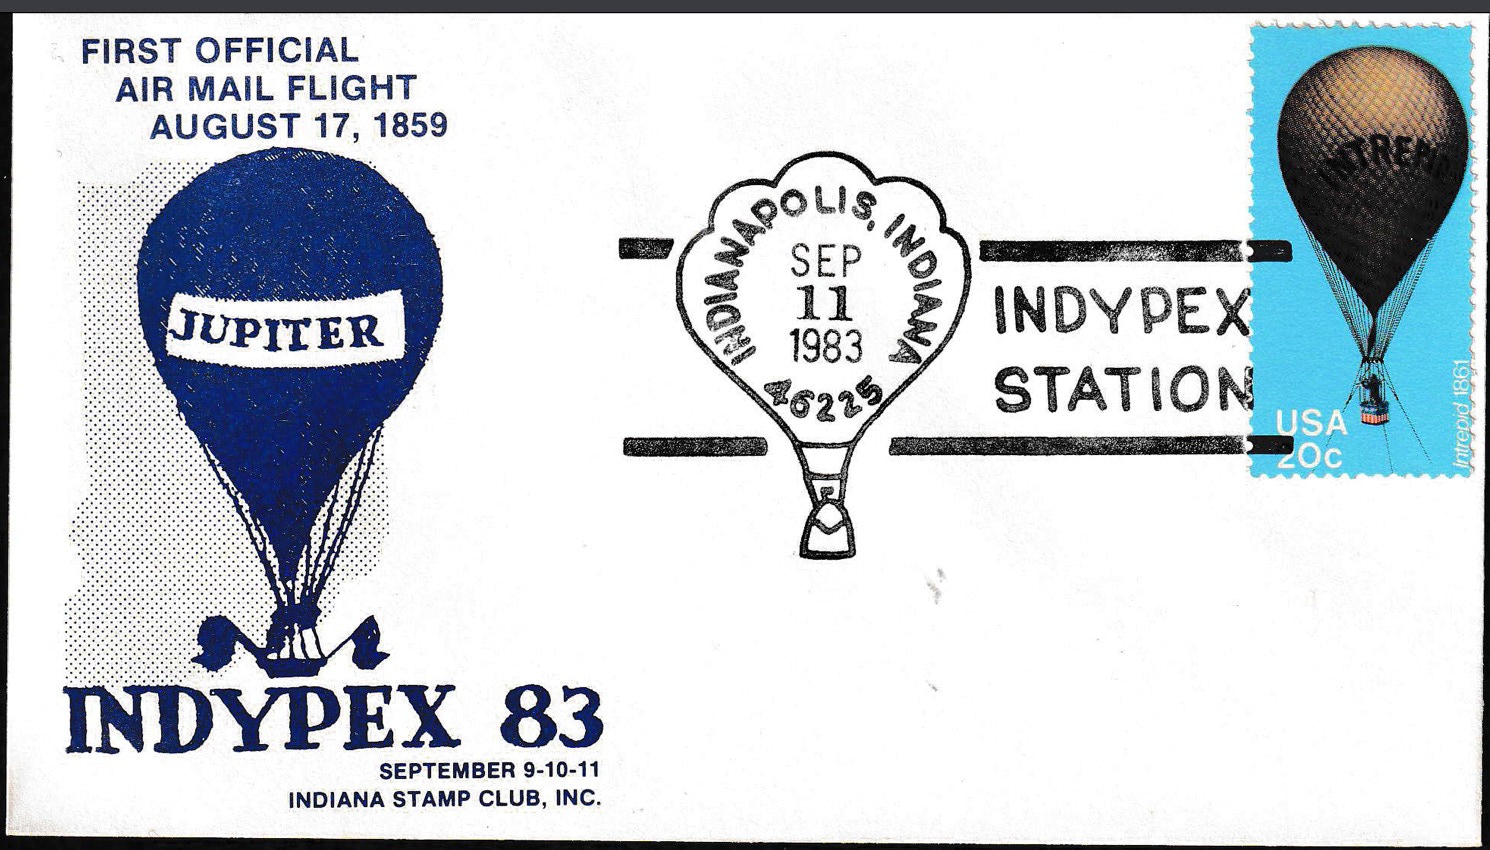 FIRST OFFICIAL
AIR MAIL FLIGHT
AUGUST 17, 1859
JUPITER
INDYPEX 83
SEPTEMBER 9-10-11
INDIANA STAMP CLUB, INC.
INDIANAPOLIS, INDIANA
SEP
11
1983
46225
INDYPEX
STATION
INTREPID
USA
20c
Intrepid 1861